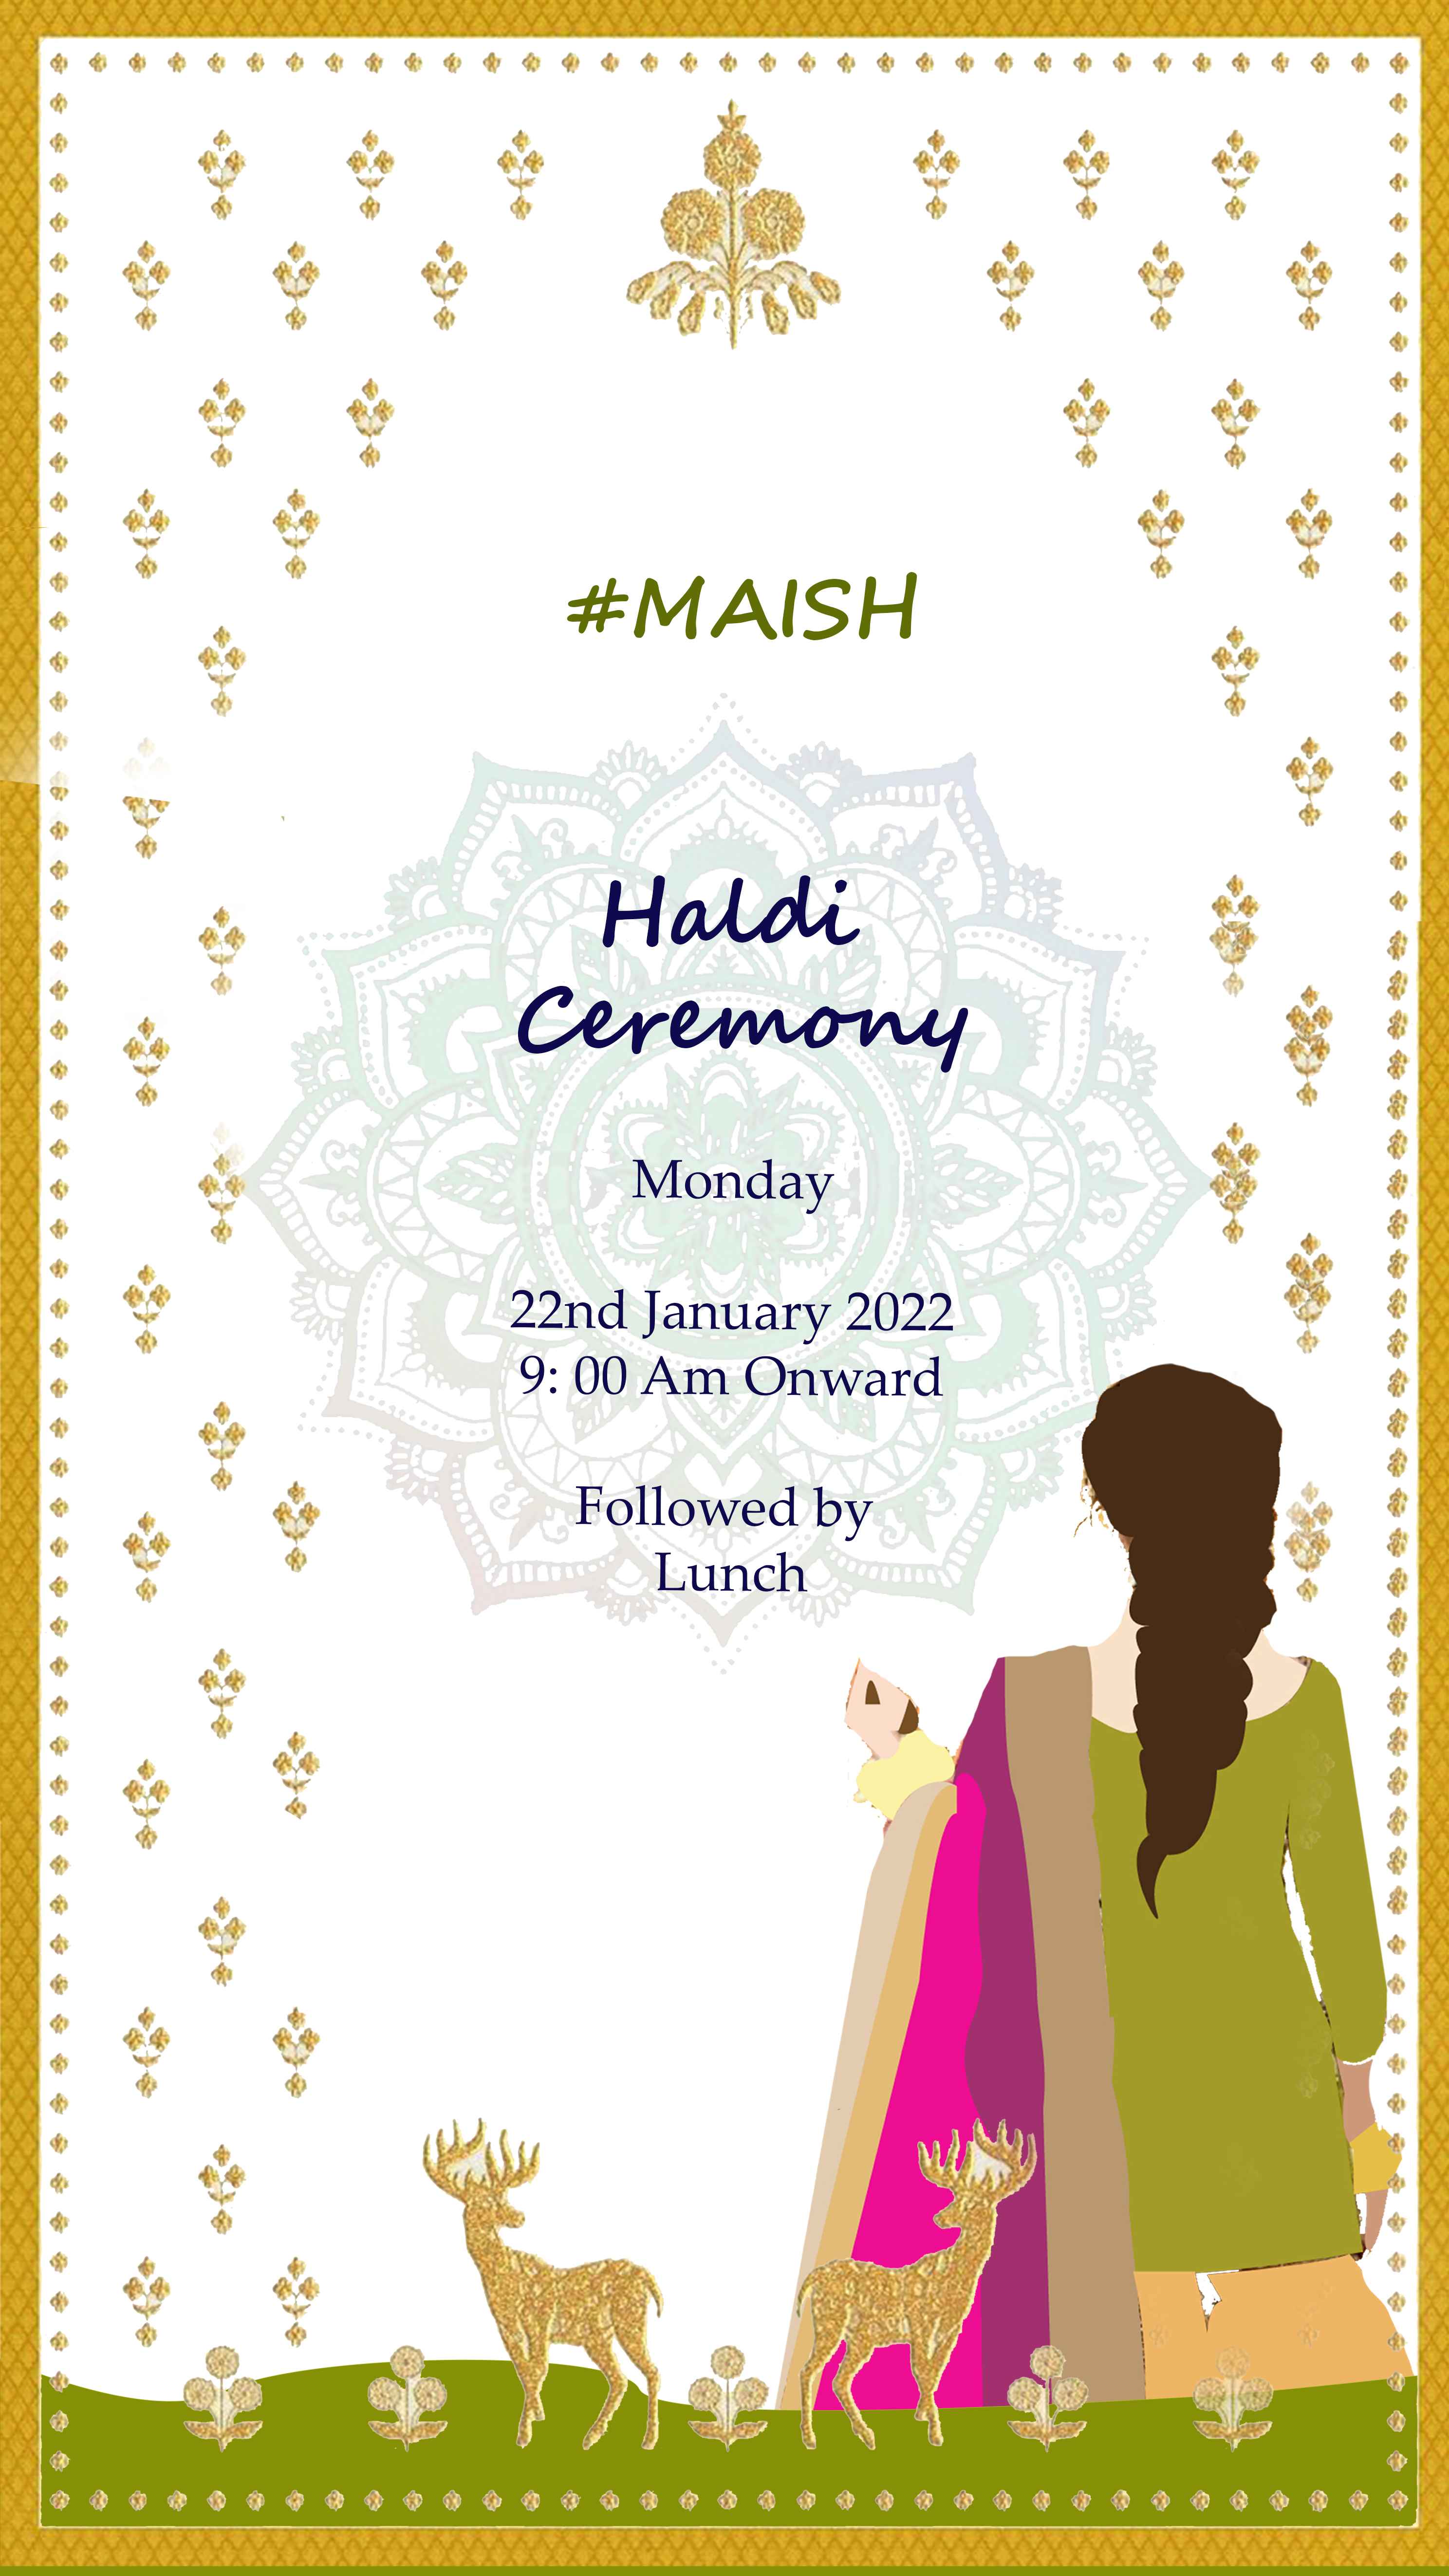 #MAISH
Haldi
Ceremony
Monday
22nd January 2022
9: 00 Am Onward
Followed by
Lunch